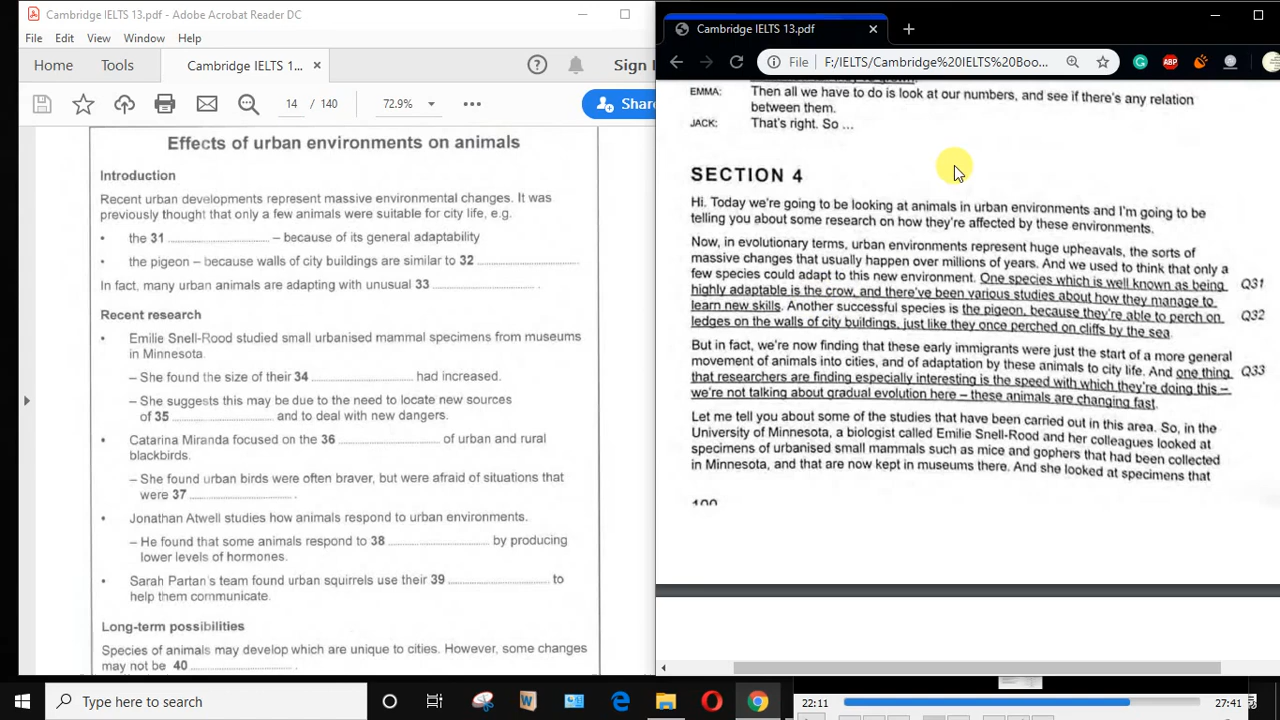 Cambridge IELTS 13.pdf - Adobe Acrobat Reader DC
File Edit View Window Help
Home Tools Cambridge IELTS 1... × ? Sign I
14 / 140 72.9% ••• Share
Effects of urban environments on animals
Introduction
Recent urban developments represent massive environmental changes. It was
previously thought that only a few animals were suitable for city life, e.g.
• the 31 .......................... – because of its general adaptability
• the pigeon – because walls of city buildings are similar to 32 ..........................
In fact, many urban animals are adapting with unusual 33 .......................... .
Recent research
• Emilie Snell-Rood studied small urbanised mammal specimens from museums
in Minnesota.
– She found the size of their 34 .......................... had increased.
– She suggests this may be due to the need to locate new sources
of 35 .......................... and to deal with new dangers.
• Catarina Miranda focused on the 36 .......................... of urban and rural
blackbirds.
– She found urban birds were often braver, but were afraid of situations that
were 37 .......................... .
• Jonathan Atwell studies how animals respond to urban environments.
– He found that some animals respond to 38 .......................... by producing
lower levels of hormones.
• Sarah Partan's team found urban squirrels use their 39 .......................... to
help them communicate.
Long-term possibilities
Species of animals may develop which are unique to cities. However, some changes
may not be 40 .......................... .
Cambridge IELTS 13.pdf × +
File F:/IELTS/Cambridge%20IELTS%20Boo... ABP
EMMA: Then all we have to do is look at our numbers, and see if there's any relation
between them.
JACK: That's right. So ...
SECTION 4
Hi. Today we're going to be looking at animals in urban environments and I'm going to be
telling you about some research on how they're affected by these environments.
Now, in evolutionary terms, urban environments represent huge upheavals, the sorts of
massive changes that usually happen over millions of years. And we used to think that only a
few species could adapt to this new environment. One species which is well known as being Q31
highly adaptable is the crow, and there've been various studies about how they manage to
learn new skills. Another successful species is the pigeon, because they're able to perch on Q32
ledges on the walls of city buildings, just like they once perched on cliffs by the sea.
But in fact, we're now finding that these early immigrants were just the start of a more general
movement of animals into cities, and of adaptation by these animals to city life. And one thing Q33
that researchers are finding especially interesting is the speed with which they're doing this –
we're not talking about gradual evolution here – these animals are changing fast.
Let me tell you about some of the studies that have been carried out in this area. So, in the
University of Minnesota, a biologist called Emilie Snell-Rood and her colleagues looked at
specimens of urbanised small mammals such as mice and gophers that had been collected
in Minnesota, and that are now kept in museums there. And she looked at specimens that
100
Type here to search
22:11 27:41